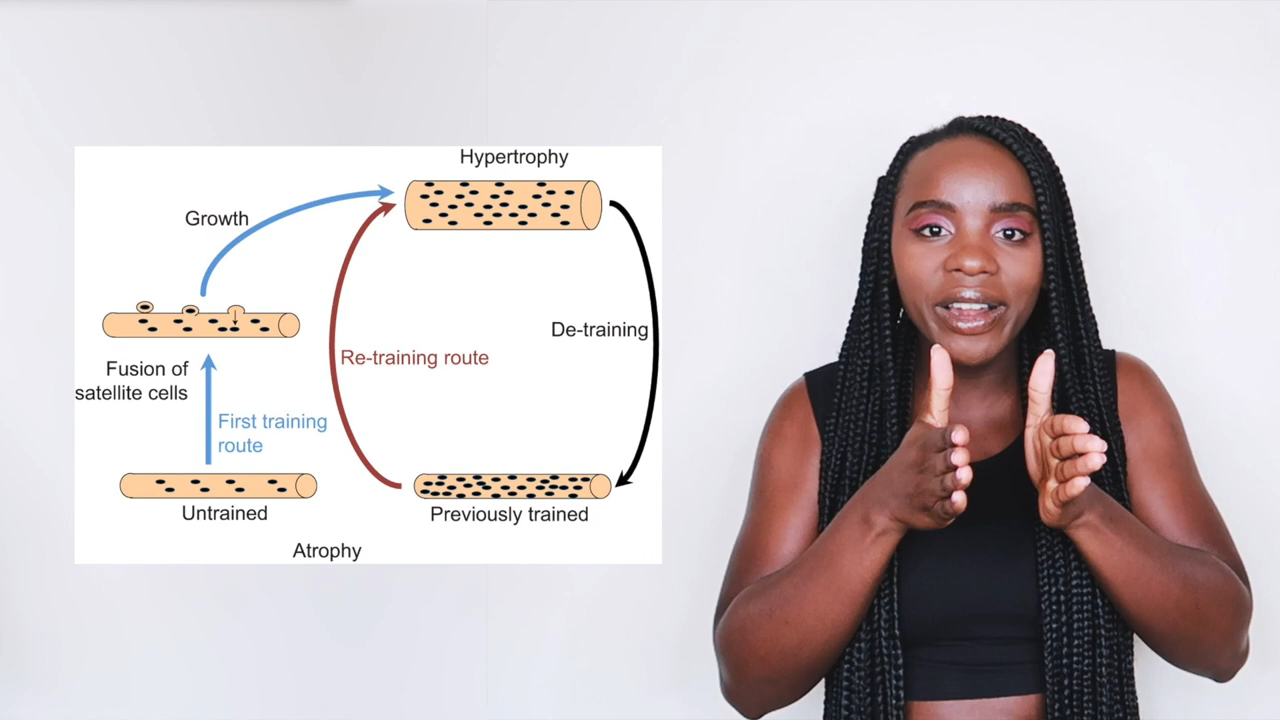 Hypertrophy
Growth
De-training
Re-training route
Fusion of
satellite cells
First training
route
Untrained
Previously trained
Atrophy